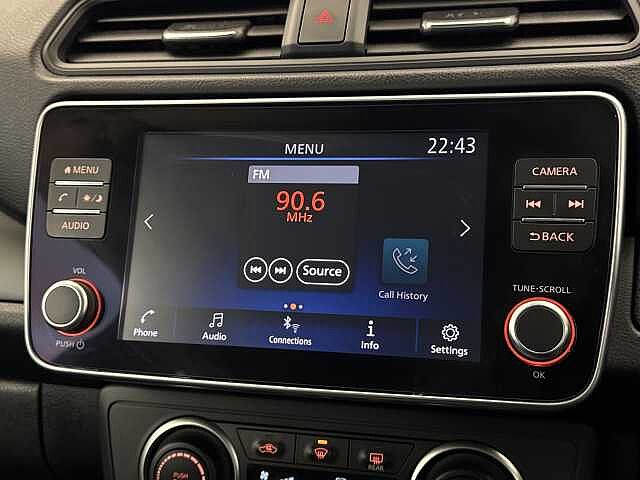 MENU 22:43
FM
90.6
MHz
Source
Call History
Phone Audio Connections Info Settings
MENU
AUDIO
VOL
PUSH
CAMERA
BACK
TUNE·SCROLL
OK
PUSH
REAR